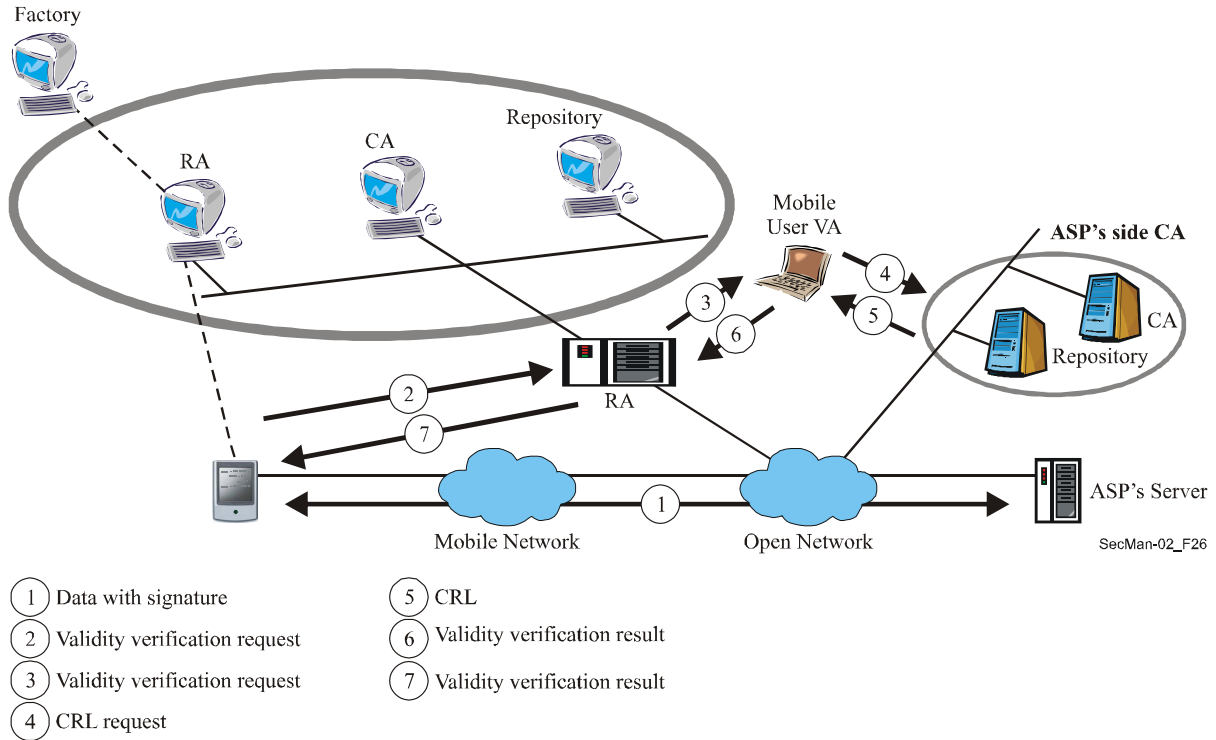 Factory
RA
CA
Repository
Mobile
User VA
ASP's side CA
4
3
5
6
CA
Repository
RA
2
7
1
ASP's Server
Mobile Network
Open Network
SecMan-02_F26
1 Data with signature
2 Validity verification request
3 Validity verification request
4 CRL request
5 CRL
6 Validity verification result
7 Validity verification result